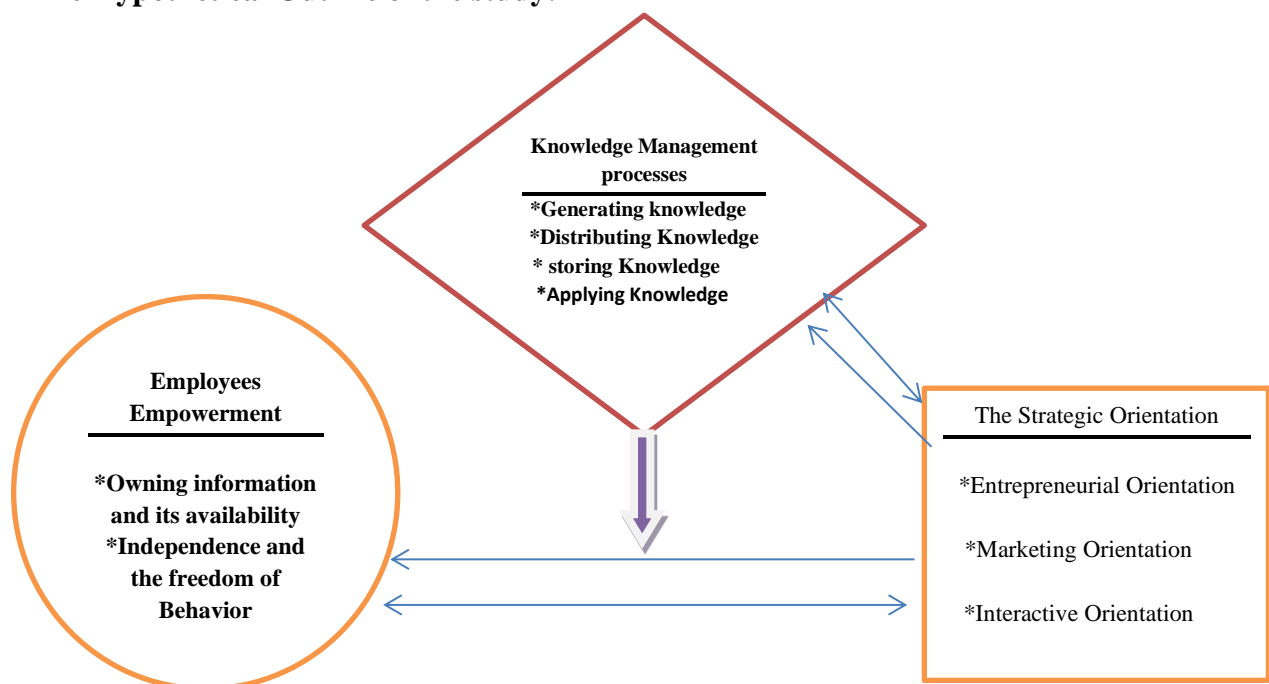 Knowledge Management
processes
*Generating knowledge
*Distributing Knowledge
* storing Knowledge
*Applying Knowledge
Employees
Empowerment
*Owning information
and its availability
*Independence and
the freedom of
Behavior
The Strategic Orientation
*Entrepreneurial Orientation
*Marketing Orientation
*Interactive Orientation